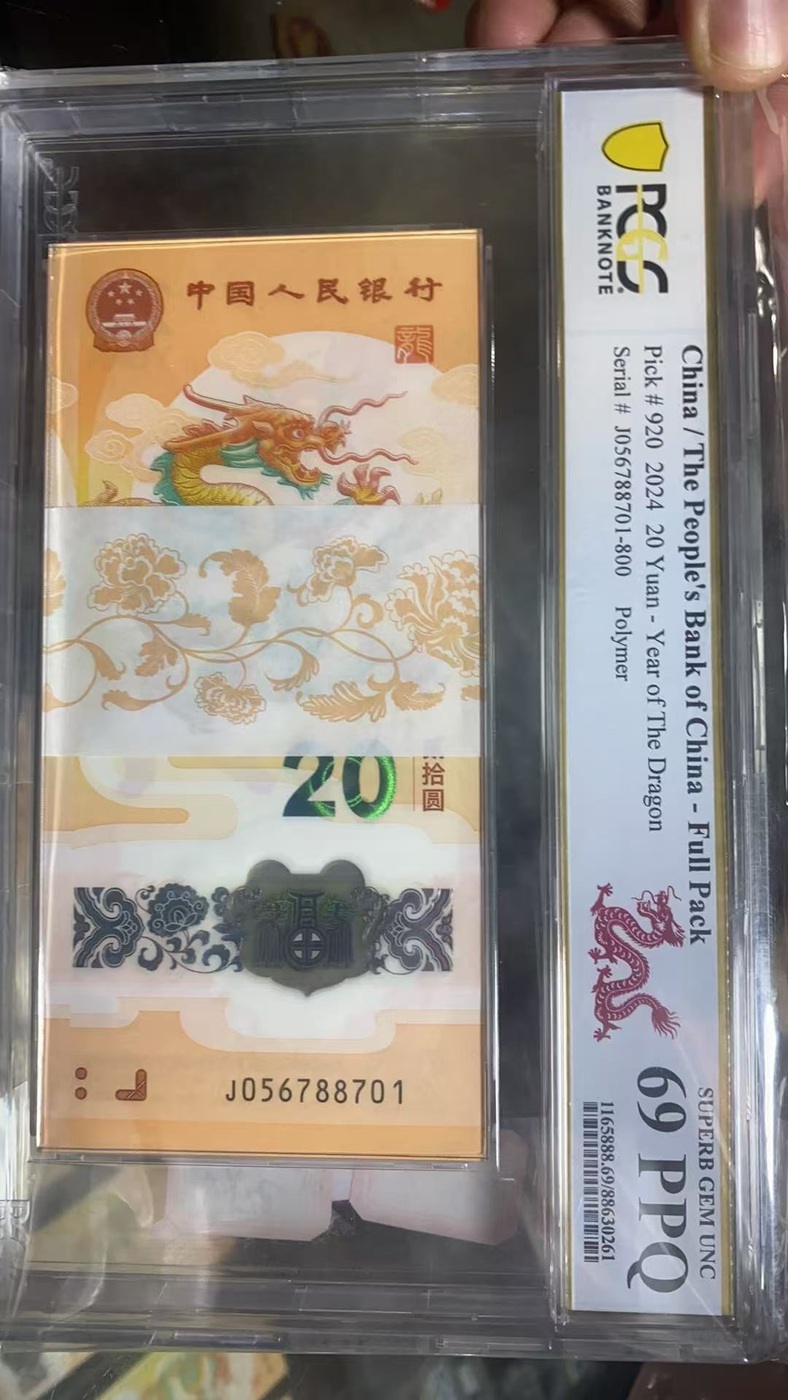 PCGS
BANKNOTE
China / The People's Bank of China - Full Pack
Pick # 920 2024 20 Yuan - Year of The Dragon
Serial # J056788701-800 Polymer
SUPERB GEM UNC
69 PPQ
1165888.69/88630261
中国人民银行
龍
20
拾圆
J056788701